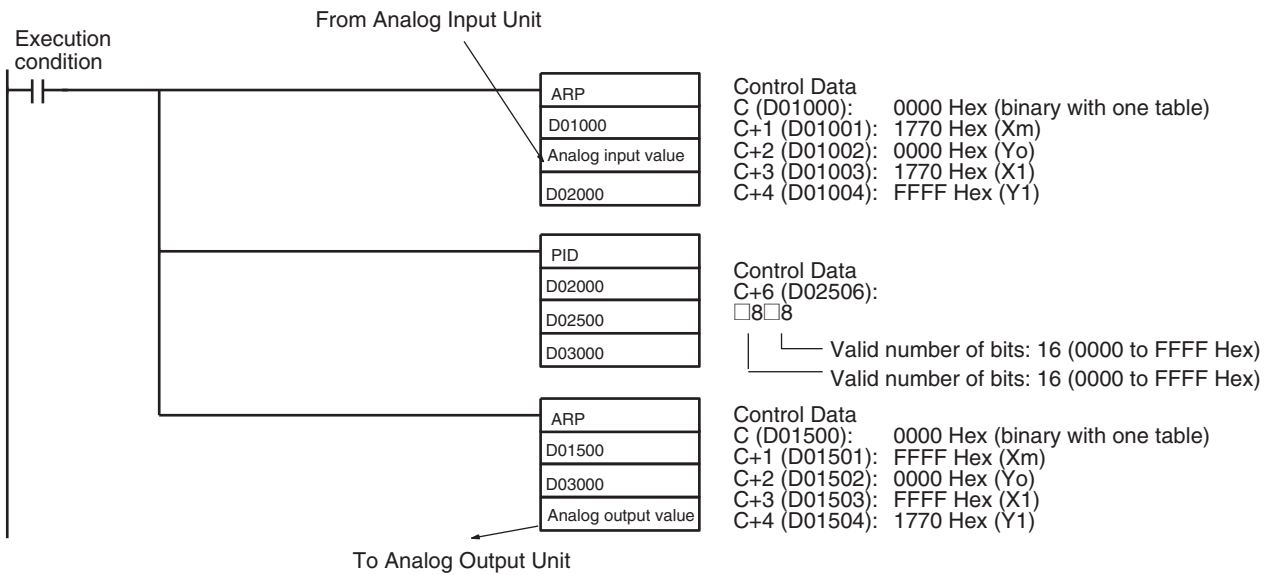 From Analog Input Unit
Execution
condition
ARP
D01000
Analog input value
D02000
Control Data
C (D01000): 0000 Hex (binary with one table)
C+1 (D01001): 1770 Hex (Xm)
C+2 (D01002): 0000 Hex (Yo)
C+3 (D01003): 1770 Hex (X1)
C+4 (D01004): FFFF Hex (Y1)
PID
D02000
D02500
D03000
Control Data
C+6 (D02506):
□8□8
Valid number of bits: 16 (0000 to FFFF Hex)
Valid number of bits: 16 (0000 to FFFF Hex)
ARP
D01500
D03000
Analog output value
Control Data
C (D01500): 0000 Hex (binary with one table)
C+1 (D01501): FFFF Hex (Xm)
C+2 (D01502): 0000 Hex (Yo)
C+3 (D01503): FFFF Hex (X1)
C+4 (D01504): 1770 Hex (Y1)
To Analog Output Unit